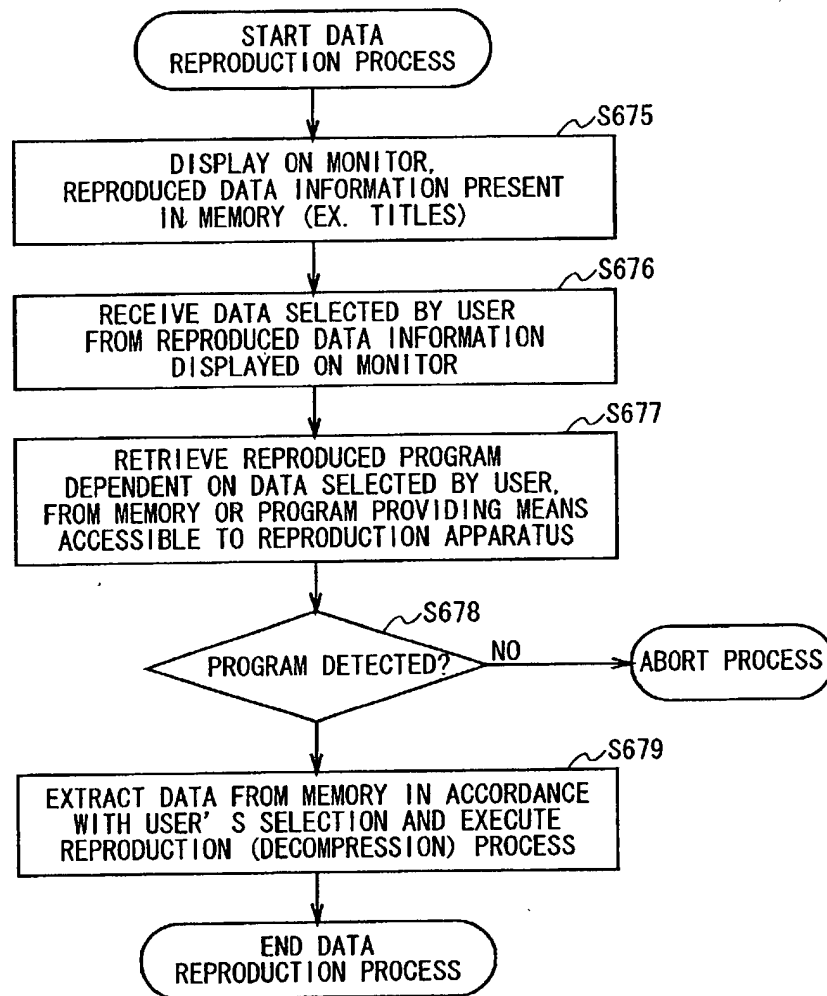 START DATA
REPRODUCTION PROCESS
S675
DISPLAY ON MONITOR,
REPRODUCED DATA INFORMATION PRESENT
IN MEMORY (EX. TITLES)
S676
RECEIVE DATA SELECTED BY USER
FROM REPRODUCED DATA INFORMATION
DISPLAYED ON MONITOR
S677
RETRIEVE REPRODUCED PROGRAM
DEPENDENT ON DATA SELECTED BY USER,
FROM MEMORY OR PROGRAM PROVIDING MEANS
ACCESSIBLE TO REPRODUCTION APPARATUS
S678
PROGRAM DETECTED?
NO
ABORT PROCESS
S679
EXTRACT DATA FROM MEMORY IN ACCORDANCE
WITH USER' S SELECTION AND EXECUTE
REPRODUCTION (DECOMPRESSION) PROCESS
END DATA
REPRODUCTION PROCESS